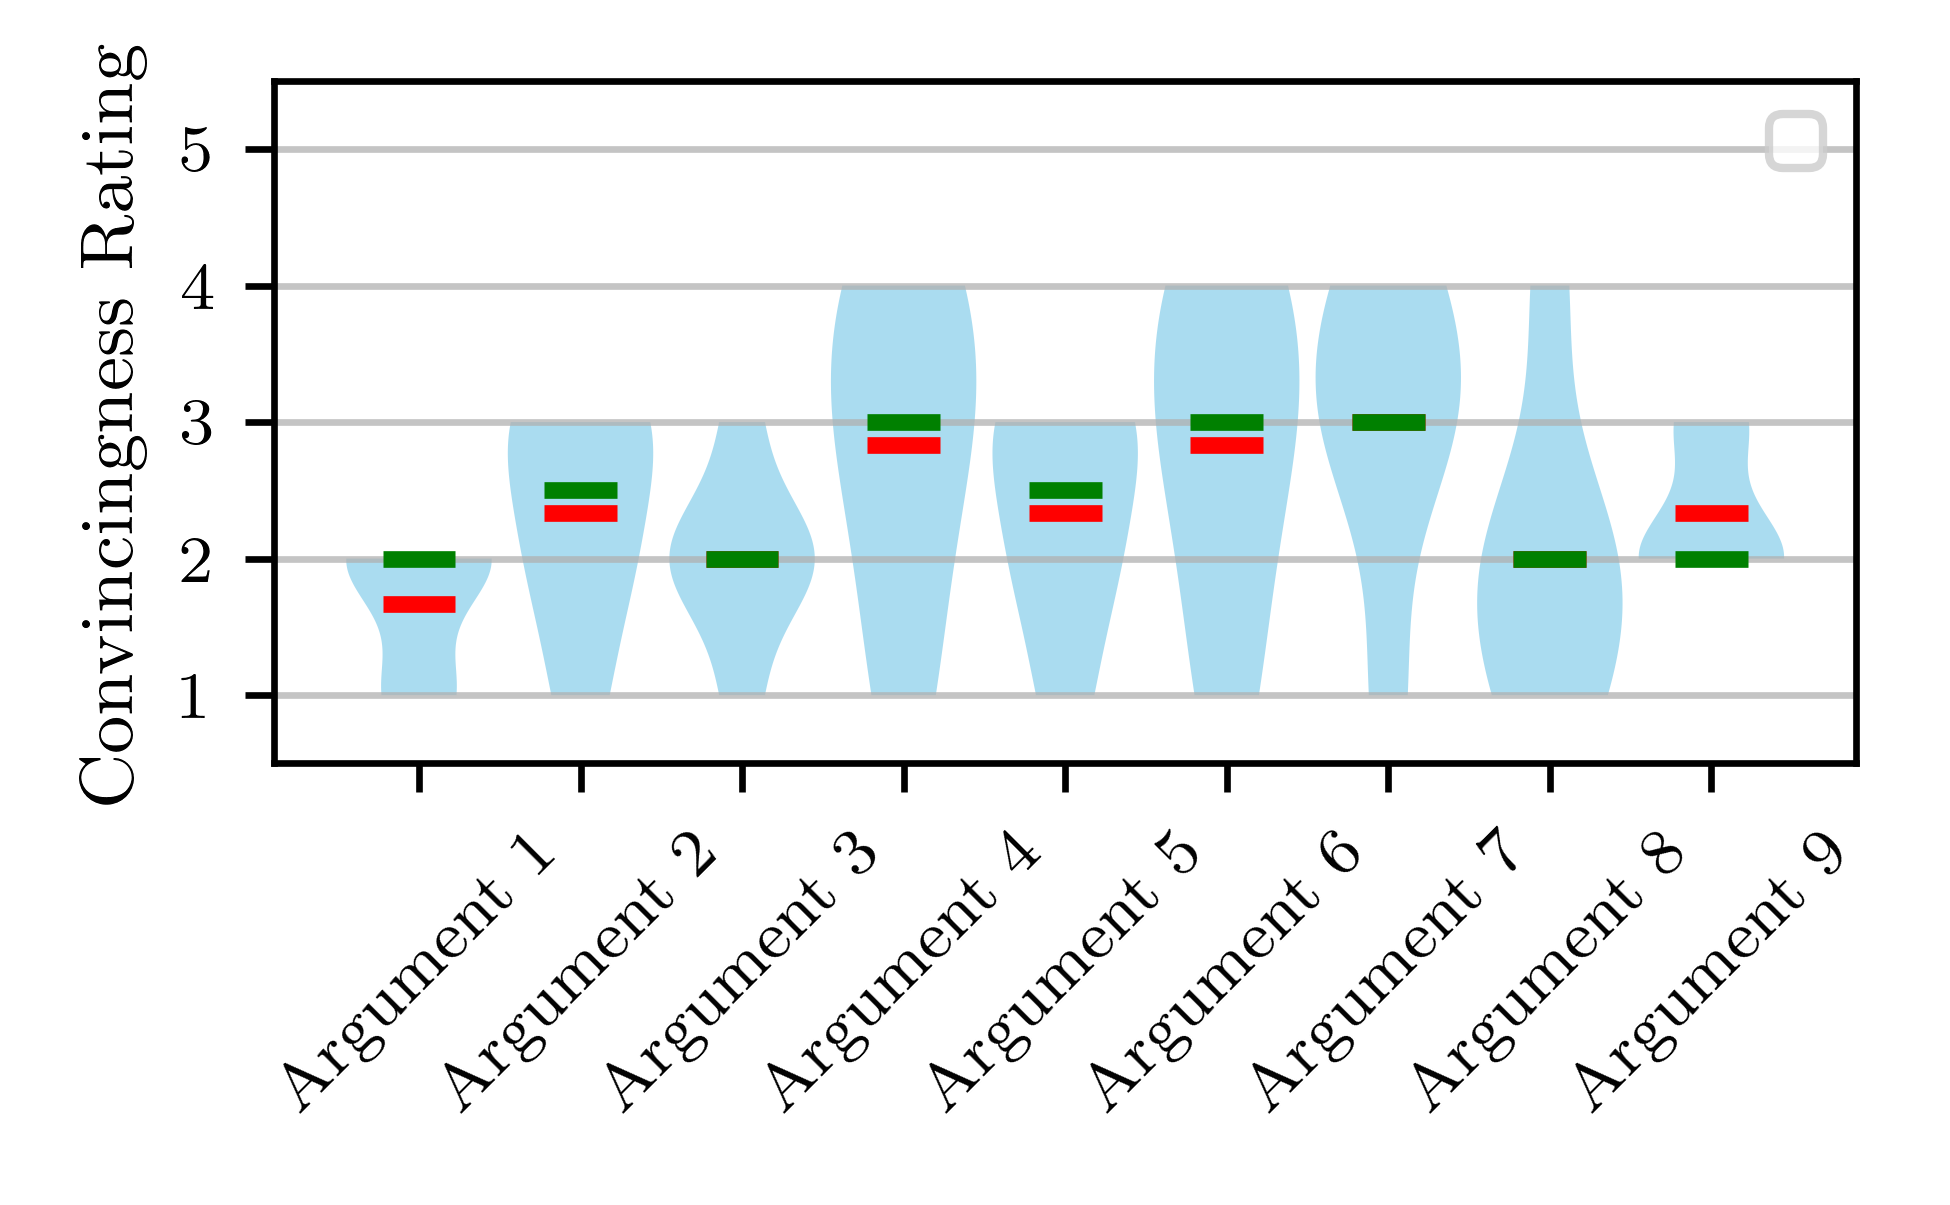 Convincingness Rating
5
4
3
2
1
Argument 1
Argument 2
Argument 3
Argument 4
Argument 5
Argument 6
Argument 7
Argument 8
Argument 9